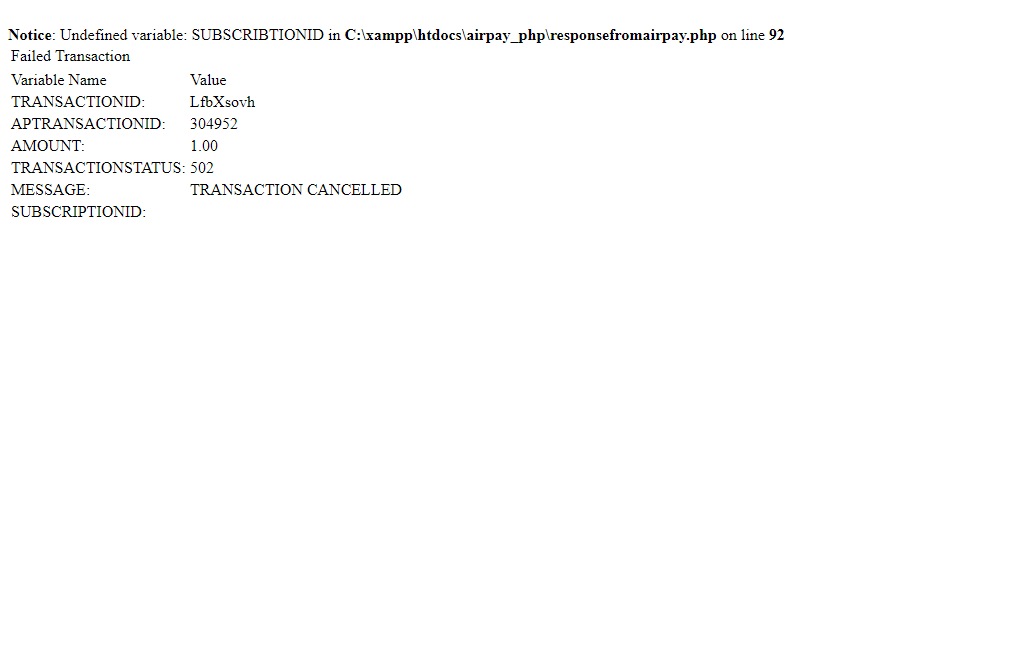 Notice: Undefined variable: SUBSCRIBTIONID in C:\xampp\htdocs\airpay_php\responsefromairpay.php on line 92
Failed Transaction
Variable Name Value
TRANSACTIONID: LfbXsovh
APTRANSACTIONID: 304952
AMOUNT: 1.00
TRANSACTIONSTATUS: 502
MESSAGE: TRANSACTION CANCELLED
SUBSCRIPTIONID: